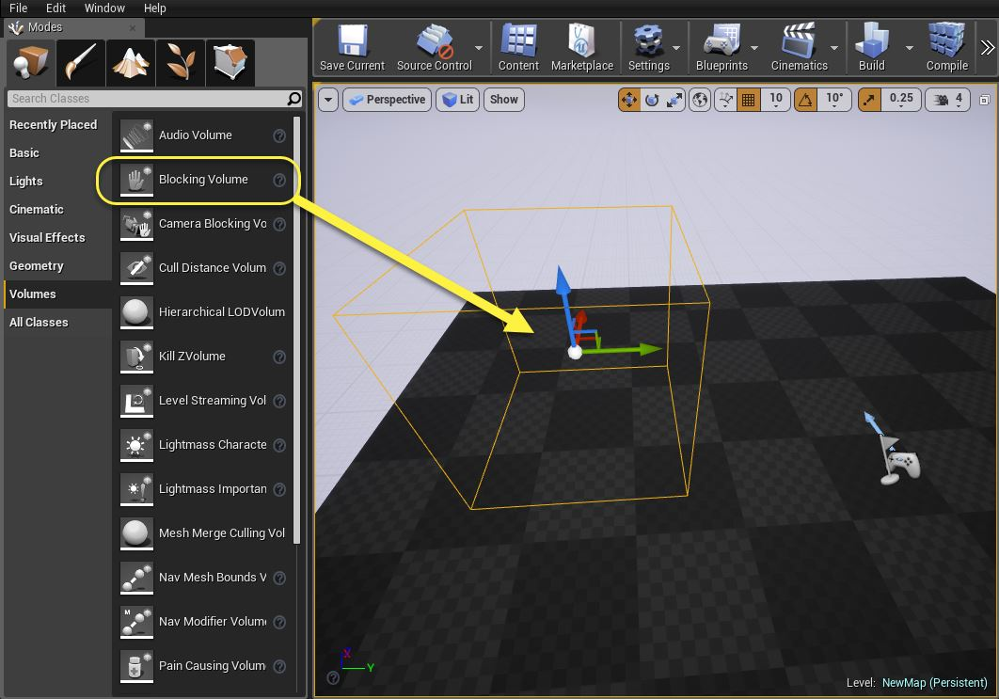 File Edit Window Help
Modes
Save Current Source Control Content Marketplace Settings Blueprints Cinematics Build Compile
Search Classes
Perspective Lit Show 10 10° 0.25 4
Recently Placed
Basic
Lights
Cinematic
Visual Effects
Geometry
Volumes
All Classes
Audio Volume
Blocking Volume
Camera Blocking Vo
Cull Distance Volum
Hierarchical LODVolum
Kill ZVolume
Level Streaming Vol
Lightmass Characte
Lightmass Importan
Mesh Merge Culling Vol
Nav Mesh Bounds V
Nav Modifier Volume
Pain Causing Volum
X
Y
Level: NewMap (Persistent)